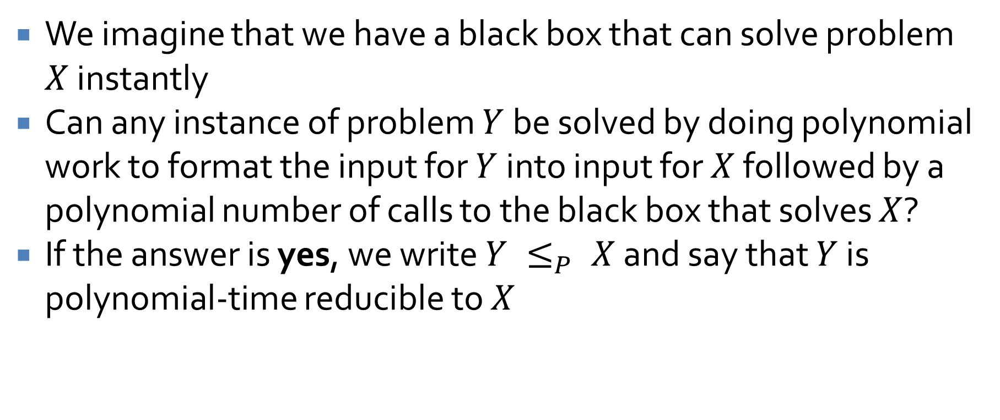 ▪ We imagine that we have a black box that can solve problem
X instantly
▪ Can any instance of problem Y be solved by doing polynomial
work to format the input for Y into input for X followed by a
polynomial number of calls to the black box that solves X?
▪ If the answer is yes, we write Y ≤_P X and say that Y is
polynomial-time reducible to X